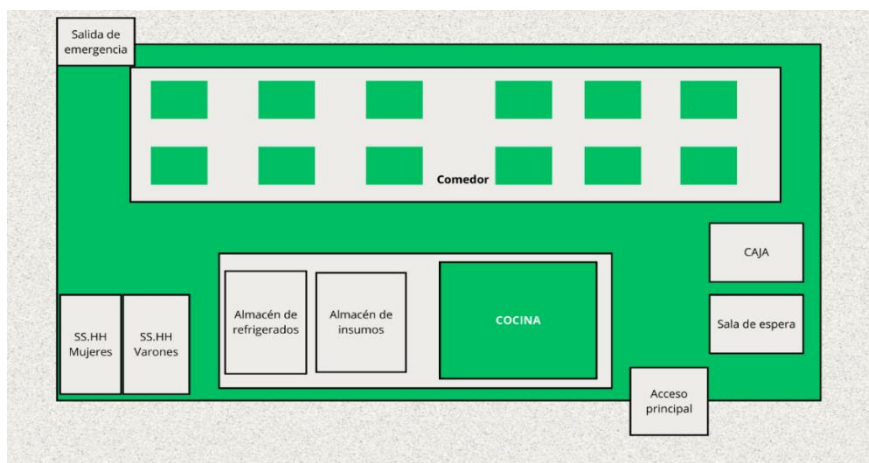 Salida de
emergencia
Comedor
CAJA
Almacén de
refrigerados
Almacén de
insumos
COCINA
Sala de espera
SS.HH
Mujeres
SS.HH
Varones
Acceso
principal